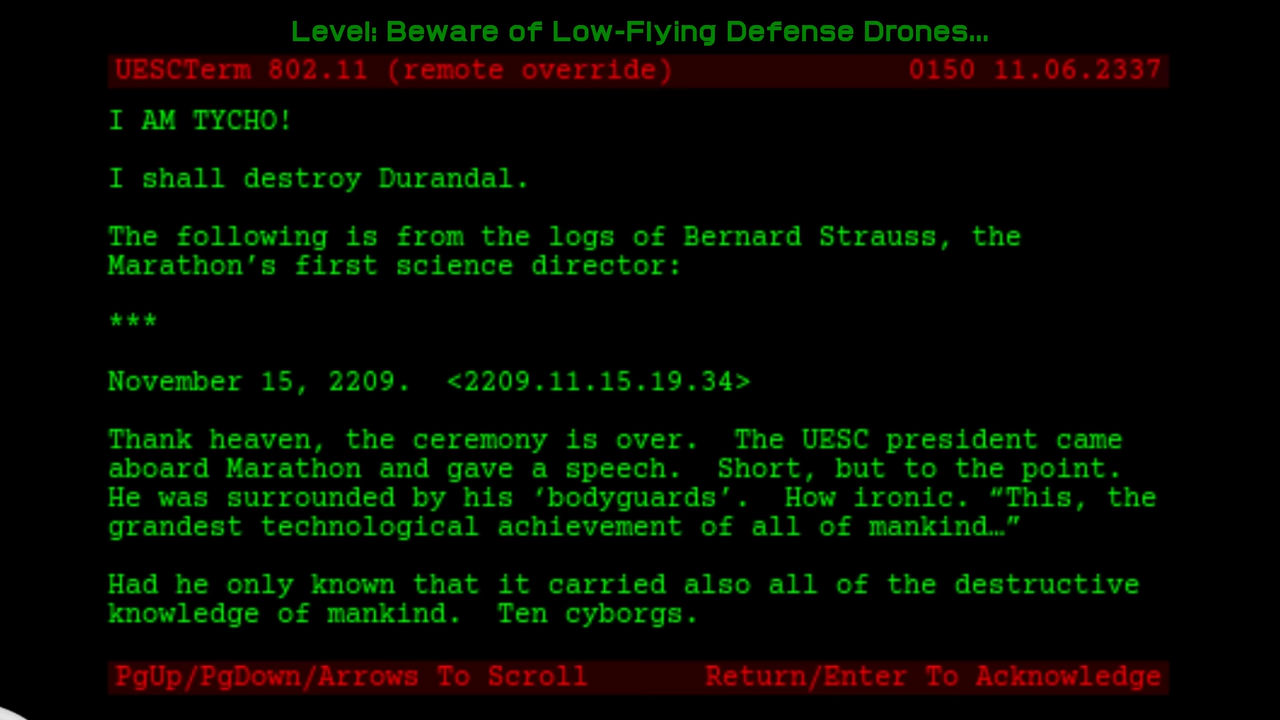 Level: Beware of Low-Flying Defense Drones...
UESCTerm 802.11 (remote override) 0150 11.06.2337
I AM TYCHO!
I shall destroy Durandal.
The following is from the logs of Bernard Strauss, the
Marathon’s first science director:
***
November 15, 2209.  <2209.11.15.19.34>
Thank heaven, the ceremony is over.  The UESC president came
aboard Marathon and gave a speech.  Short, but to the point.
He was surrounded by his ‘bodyguards’.  How ironic. “This, the
grandest technological achievement of all of mankind…”
Had he only known that it carried also all of the destructive
knowledge of mankind.  Ten cyborgs.
PgUp/PgDown/Arrows To Scroll Return/Enter To Acknowledge